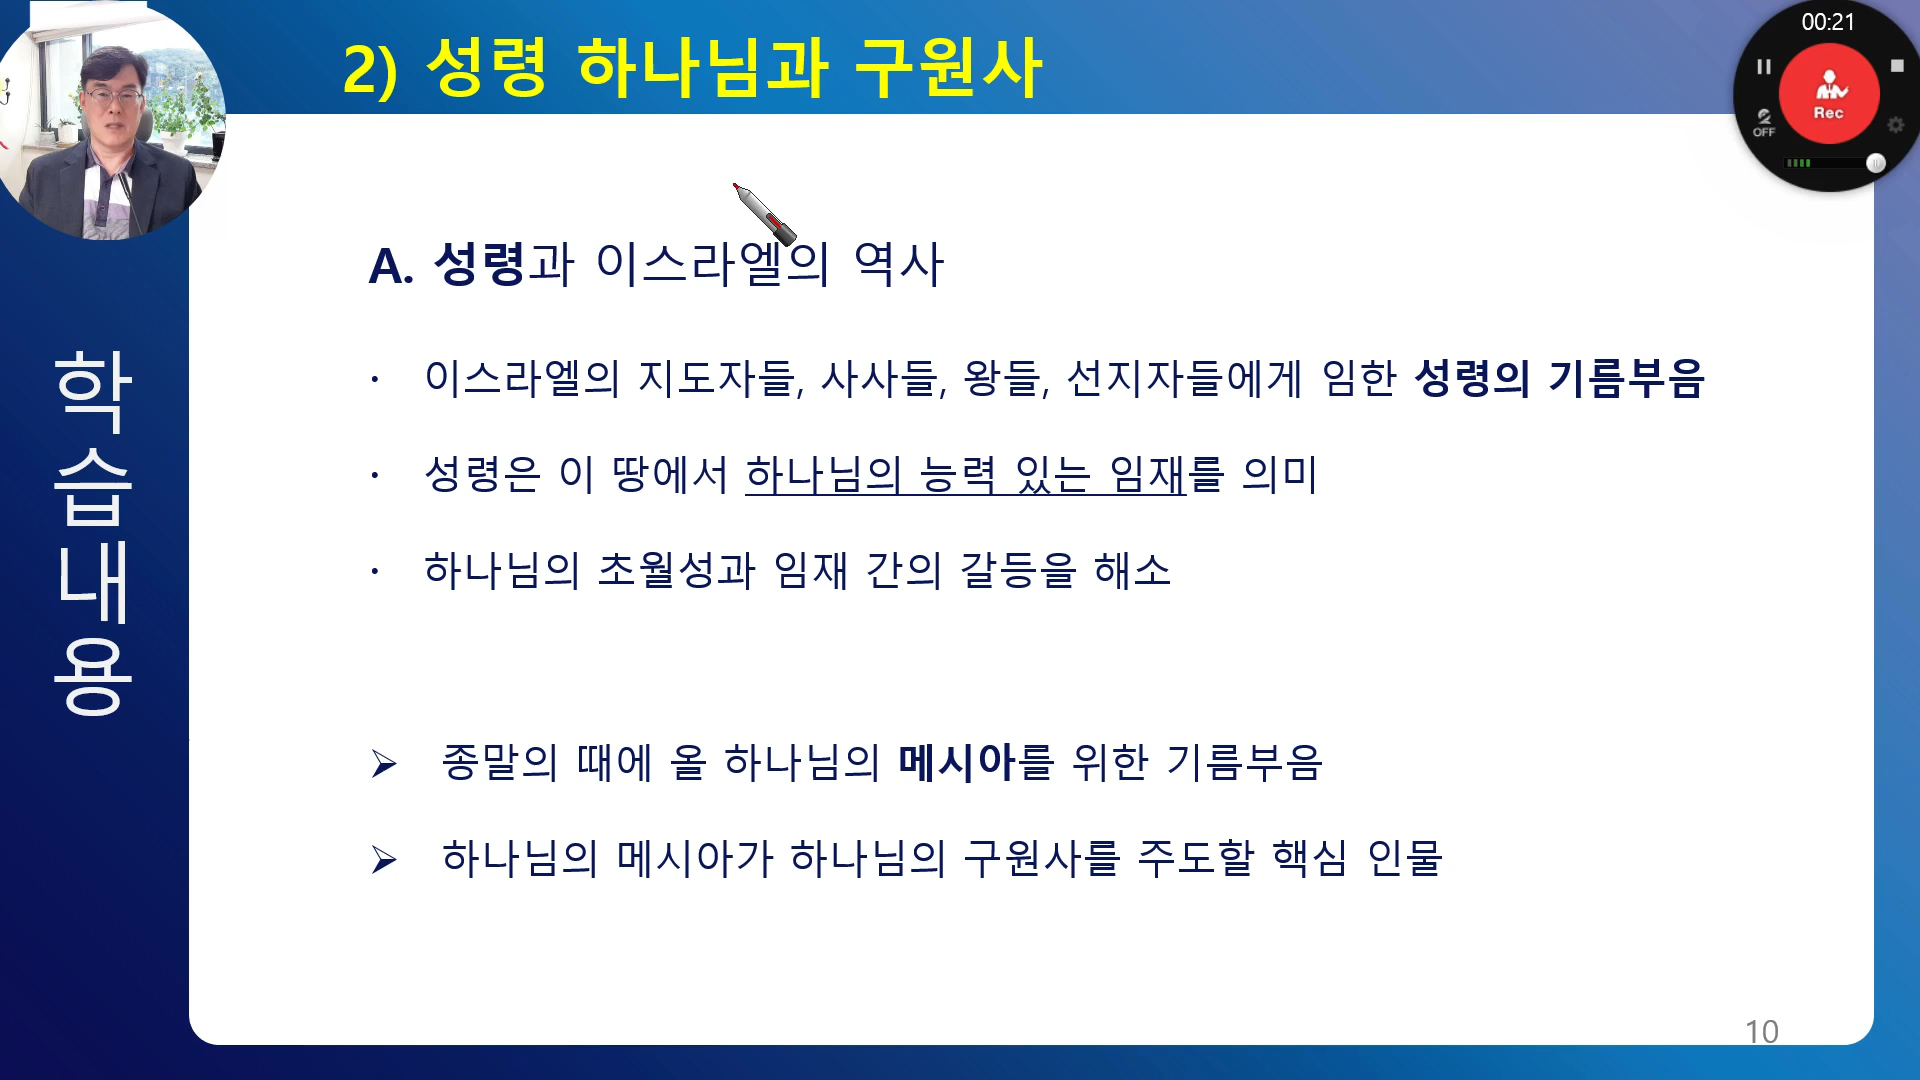 2) 성령 하나님과 구원사
00:21
Rec
OFF
학습내용
A. 성령과 이스라엘의 역사
· 이스라엘의 지도자들, 사사들, 왕들, 선지자들에게 임한 성령의 기름부음
· 성령은 이 땅에서 하나님의 능력 있는 임재를 의미
· 하나님의 초월성과 임재 간의 갈등을 해소
➢ 종말의 때에 올 하나님의 메시아를 위한 기름부음
➢ 하나님의 메시아가 하나님의 구원사를 주도할 핵심 인물
10